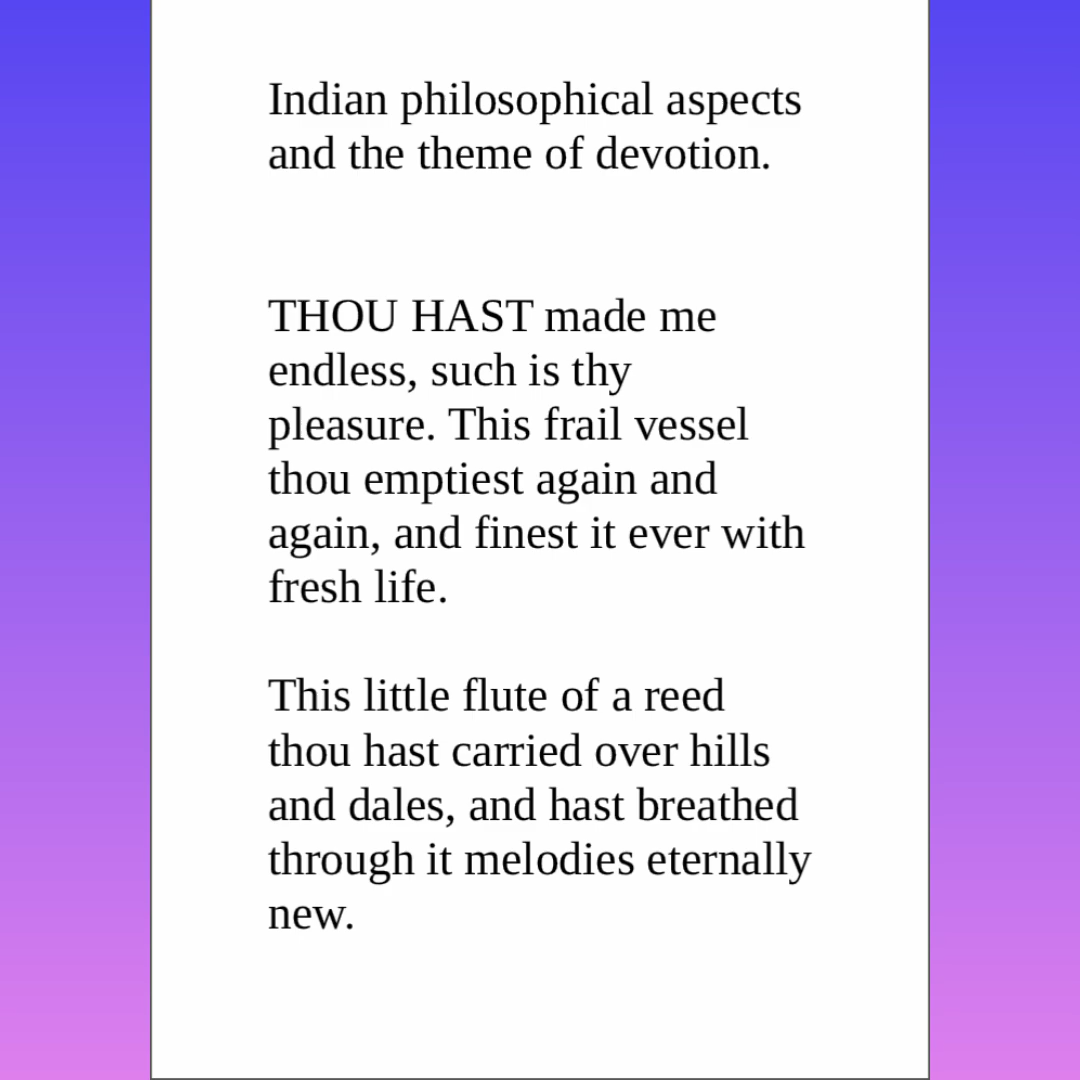 Indian philosophical aspects
and the theme of devotion.
THOU HAST made me
endless, such is thy
pleasure. This frail vessel
thou emptiest again and
again, and finest it ever with
fresh life.
This little flute of a reed
thou hast carried over hills
and dales, and hast breathed
through it melodies eternally
new.